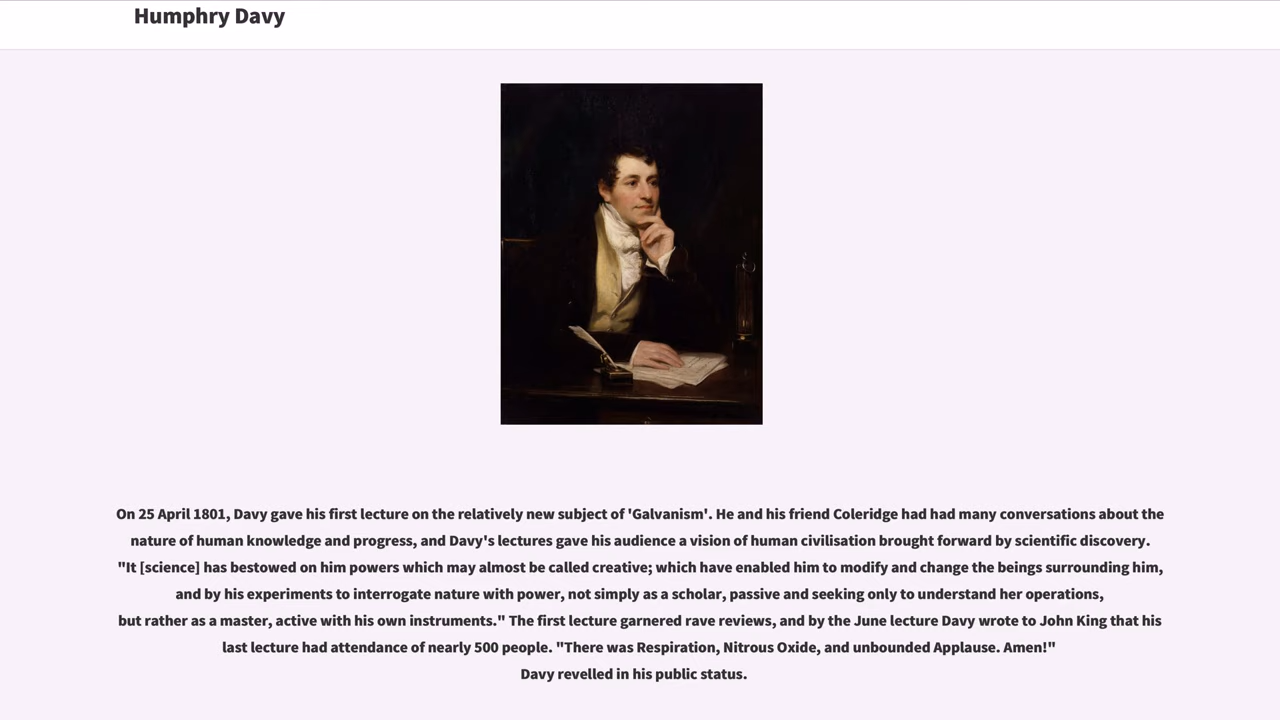 Humphry Davy
On 25 April 1801, Davy gave his first lecture on the relatively new subject of 'Galvanism'. He and his friend Coleridge had had many conversations about the
nature of human knowledge and progress, and Davy's lectures gave his audience a vision of human civilisation brought forward by scientific discovery.
"It [science] has bestowed on him powers which may almost be called creative; which have enabled him to modify and change the beings surrounding him,
and by his experiments to interrogate nature with power, not simply as a scholar, passive and seeking only to understand her operations,
but rather as a master, active with his own instruments." The first lecture garnered rave reviews, and by the June lecture Davy wrote to John King that his
last lecture had attendance of nearly 500 people. "There was Respiration, Nitrous Oxide, and unbounded Applause. Amen!"
Davy revelled in his public status.